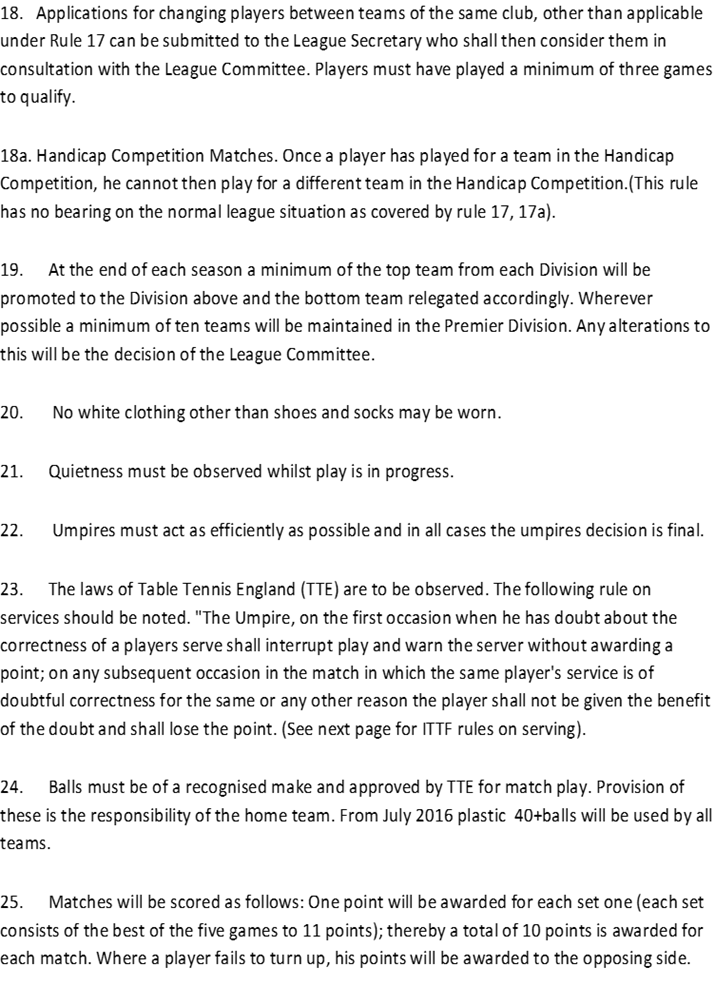 18.   Applications for changing players between teams of the same club, other than applicable
under Rule 17 can be submitted to the League Secretary who shall then consider them in
consultation with the League Committee. Players must have played a minimum of three games
to qualify.
18a. Handicap Competition Matches. Once a player has played for a team in the Handicap
Competition, he cannot then play for a different team in the Handicap Competition.(This rule
has no bearing on the normal league situation as covered by rule 17, 17a).
19.     At the end of each season a minimum of the top team from each Division will be
promoted to the Division above and the bottom team relegated accordingly. Wherever
possible a minimum of ten teams will be maintained in the Premier Division. Any alterations to
this will be the decision of the League Committee.
20.     No white clothing other than shoes and socks may be worn.
21.     Quietness must be observed whilst play is in progress.
22.     Umpires must act as efficiently as possible and in all cases the umpires decision is final.
23.     The laws of Table Tennis England (TTE) are to be observed. The following rule on
services should be noted. "The Umpire, on the first occasion when he has doubt about the
correctness of a players serve shall interrupt play and warn the server without awarding a
point; on any subsequent occasion in the match in which the same player's service is of
doubtful correctness for the same or any other reason the player shall not be given the benefit
of the doubt and shall lose the point. (See next page for ITTF rules on serving).
24.     Balls must be of a recognised make and approved by TTE for match play. Provision of
these is the responsibility of the home team. From July 2016 plastic  40+balls will be used by all
teams.
25.     Matches will be scored as follows: One point will be awarded for each set one (each set
consists of the best of the five games to 11 points); thereby a total of 10 points is awarded for
each match. Where a player fails to turn up, his points will be awarded to the opposing side.